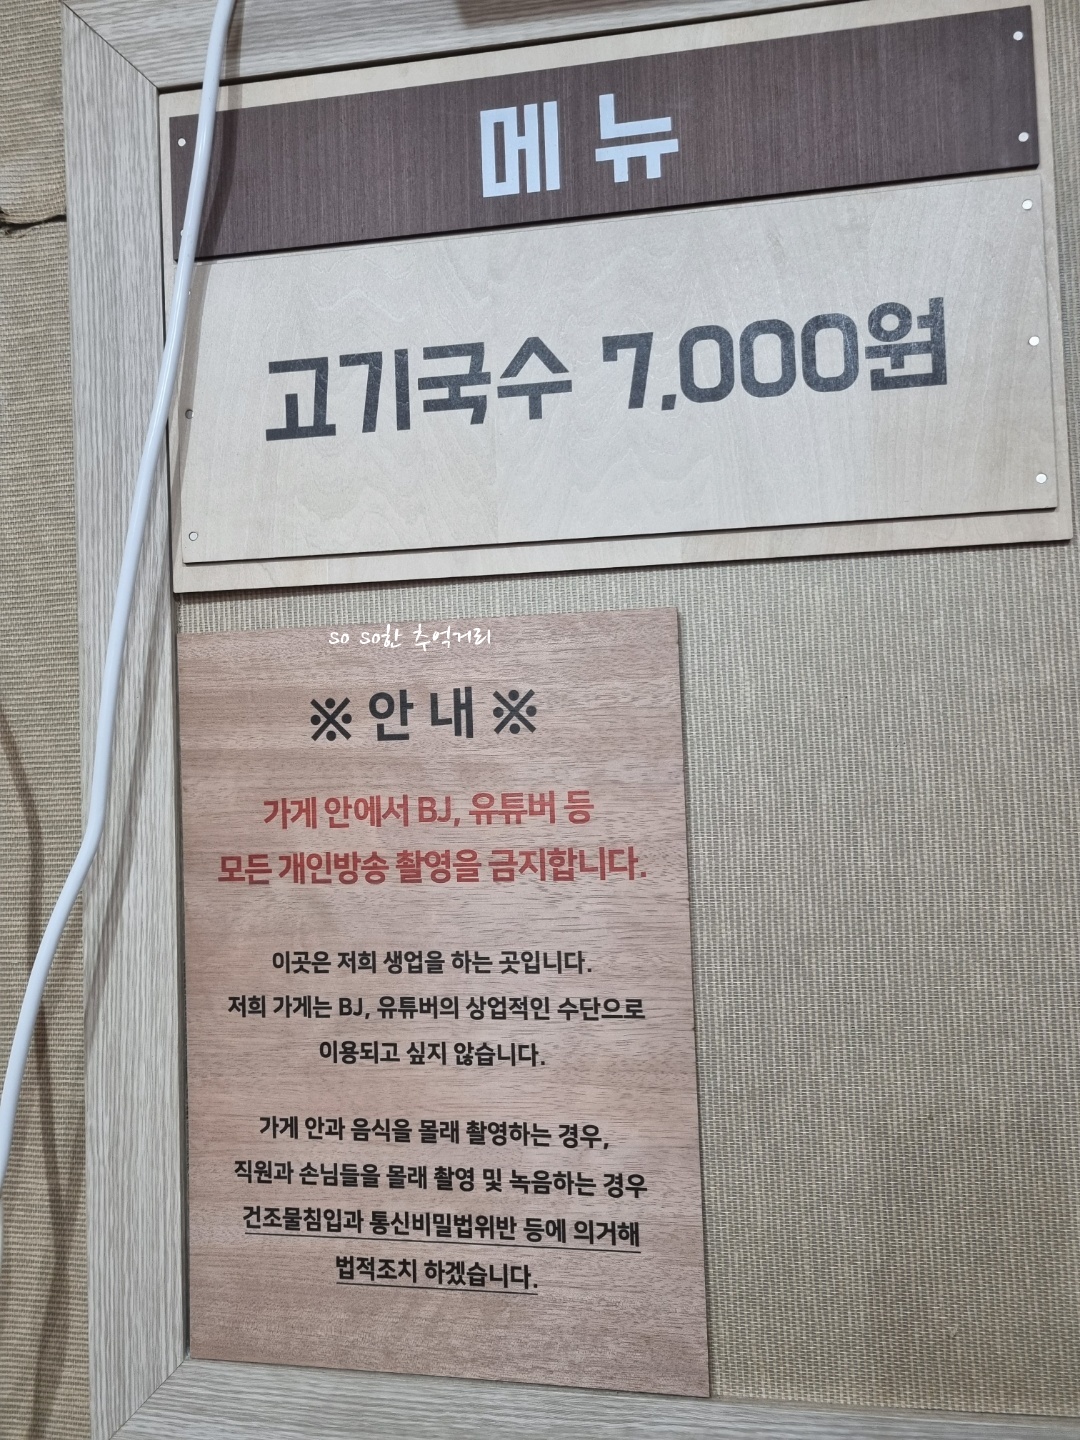 메뉴
고기국수 7,000원
so so한 추억거리
※ 안내 ※
가게 안에서 BJ, 유튜버 등
모든 개인방송 촬영을 금지합니다.
이곳은 저희 생업을 하는 곳입니다.
저희 가게는 BJ, 유튜버의 상업적인 수단으로
이용되고 싶지 않습니다.
가게 안과 음식을 몰래 촬영하는 경우,
직원과 손님들을 몰래 촬영 및 녹음하는 경우
건조물침입과 통신비밀법위반 등에 의거해
법적조치 하겠습니다.